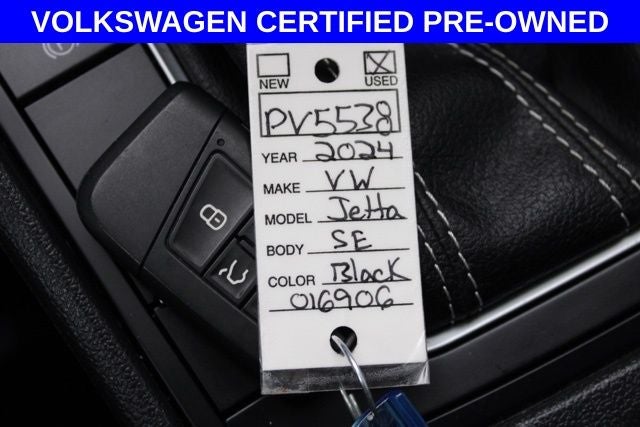 VOLKSWAGEN CERTIFIED PRE-OWNED
NEW USED
PV5538
YEAR 2024
MAKE VW
MODEL Jetta
BODY SE
COLOR Black
016906